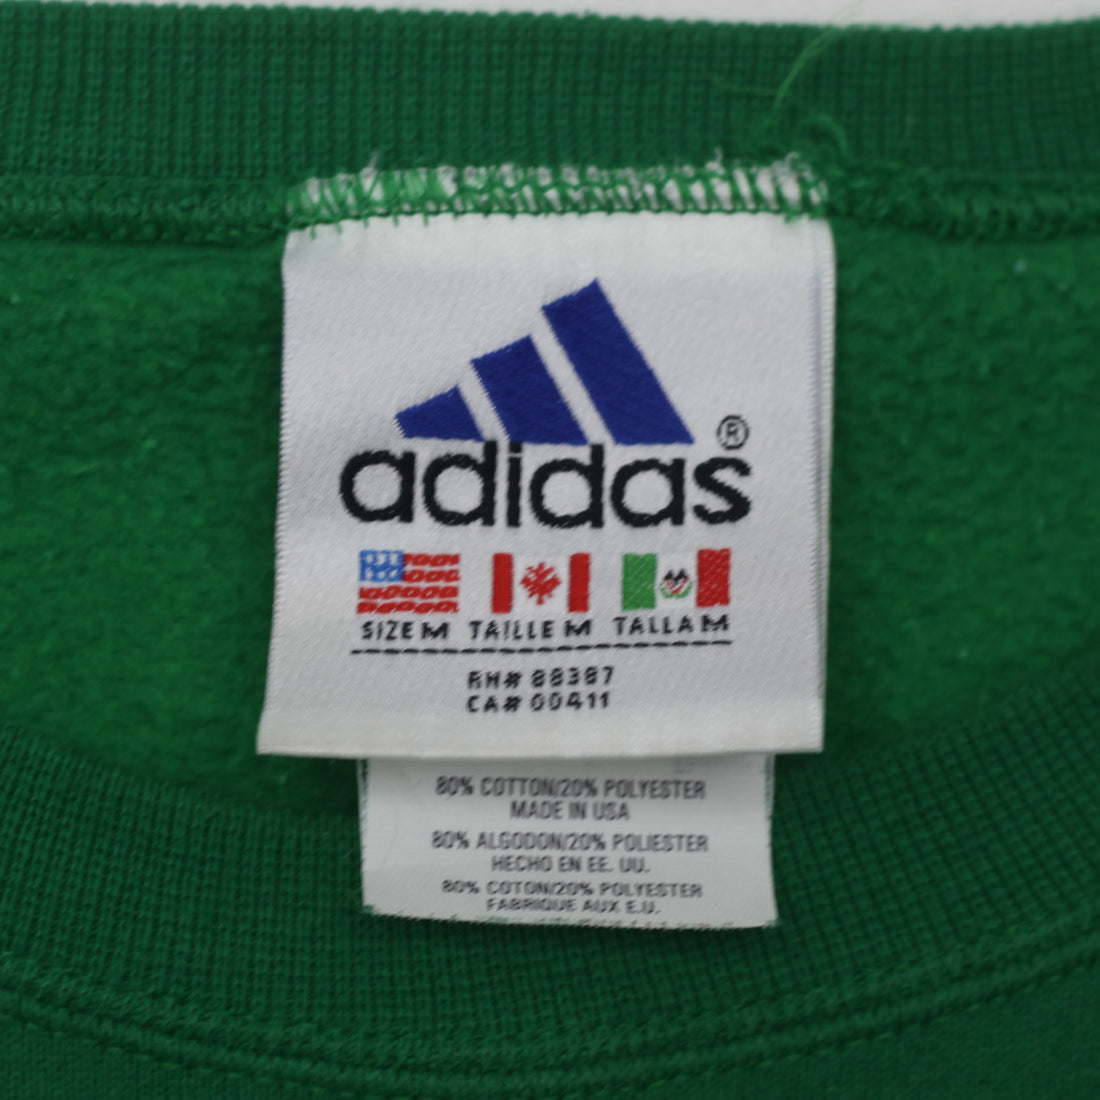 adidas®
SIZE M TAILLE M TALLA M
RN# 88387
CA# 00411
80% COTTON/20% POLYESTER
MADE IN USA
80% ALGODON/20% POLIESTER
HECHO EN EE. UU.
80% COTON/20% POLYESTER
FABRIQUE AUX E.U.